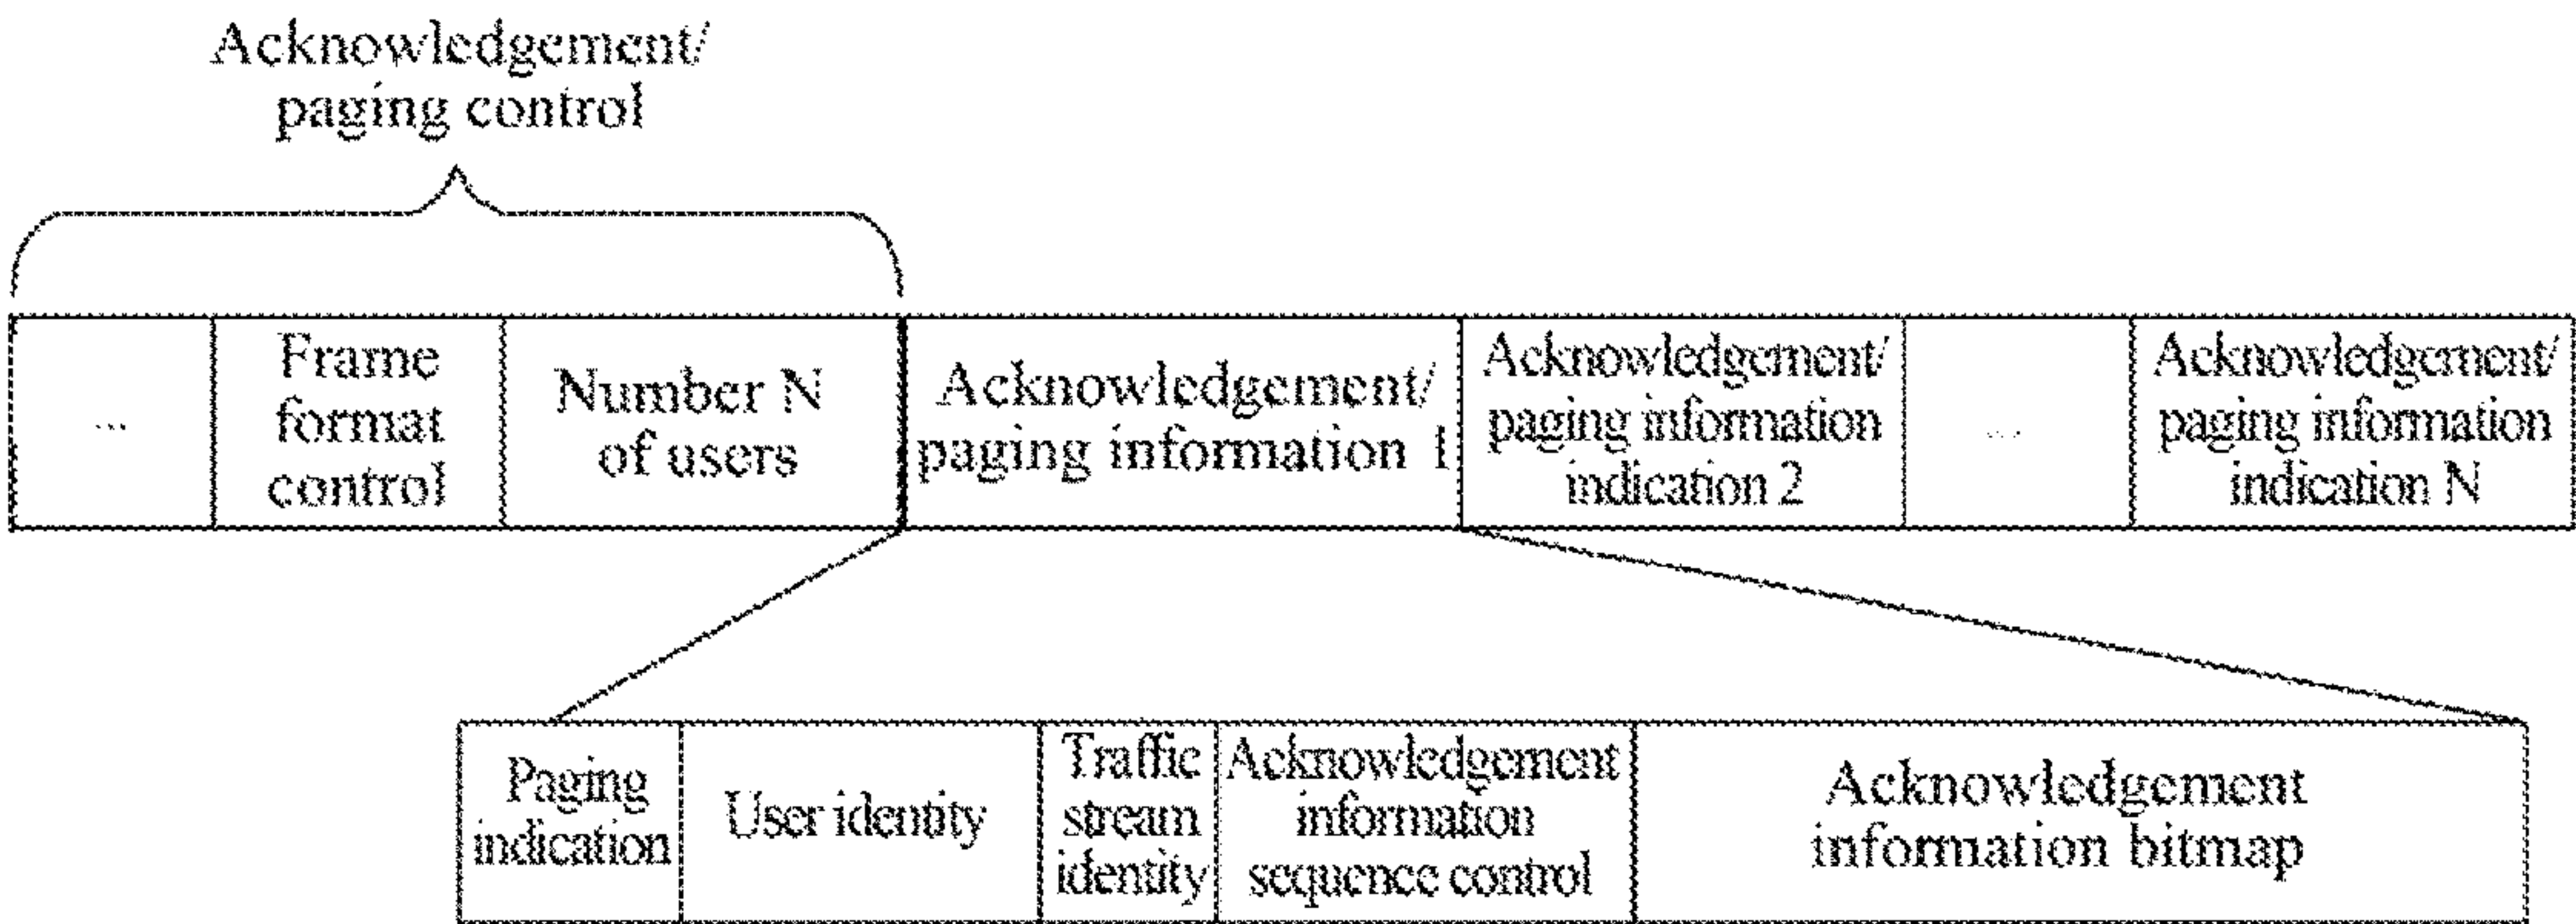 Acknowledgement/
paging control
...
Frame
format
control
Number N
of users
Acknowledgement/
paging information 1
Acknowledgement/
paging information
indication 2
...
Acknowledgement/
paging information
indication N
Paging
indication
User identity
Traffic
stream
identity
Acknowledgement
information
sequence control
Acknowledgement
information bitmap